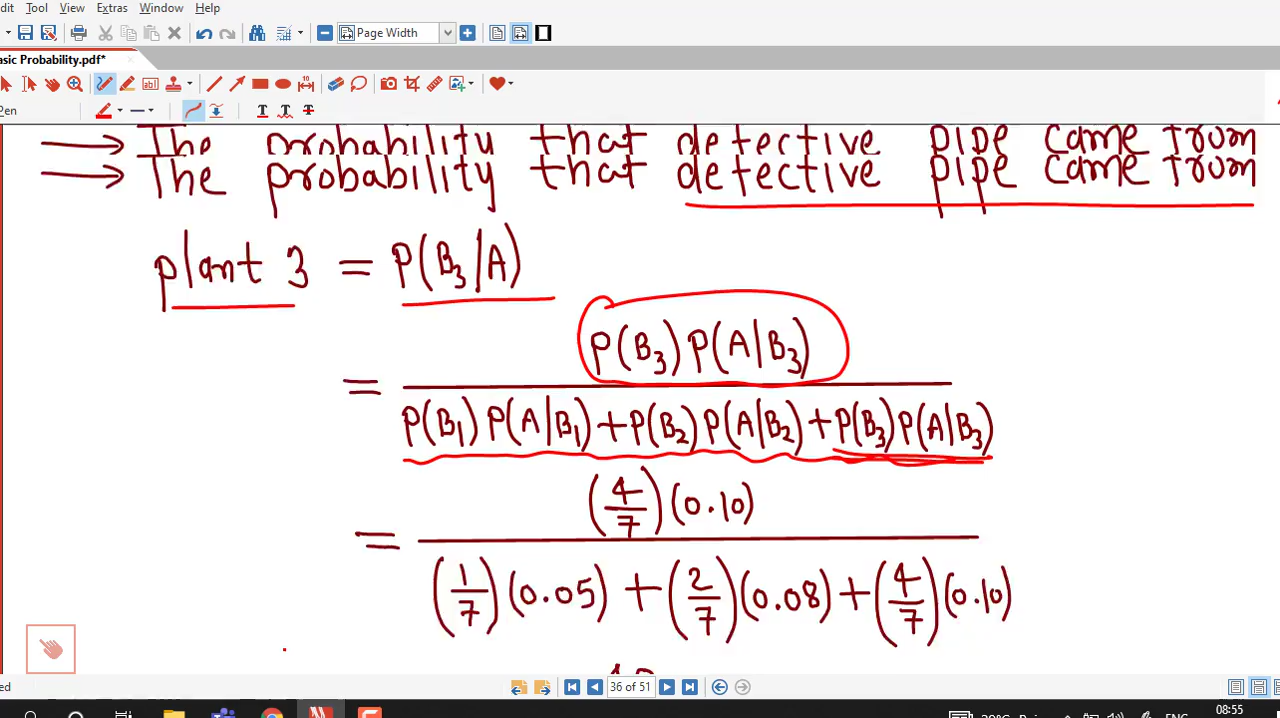 dit Tool View Extras Window Help
Page Width
asic Probability.pdf*
Pen
⟹ The probability that defective pipe came from
⟹ The probability that defective pipe came from
plant 3 = P(B₃|A)
P(B₃)P(A|B₃)
=
P(B₁)P(A|B₁)+P(B₂)P(A|B₂)+P(B₃)P(A|B₃)
(4/7)(0.10)
=
(1/7)(0.05) + (2/7)(0.08) + (4/7)(0.10)
36 of 51
ENG
08:55